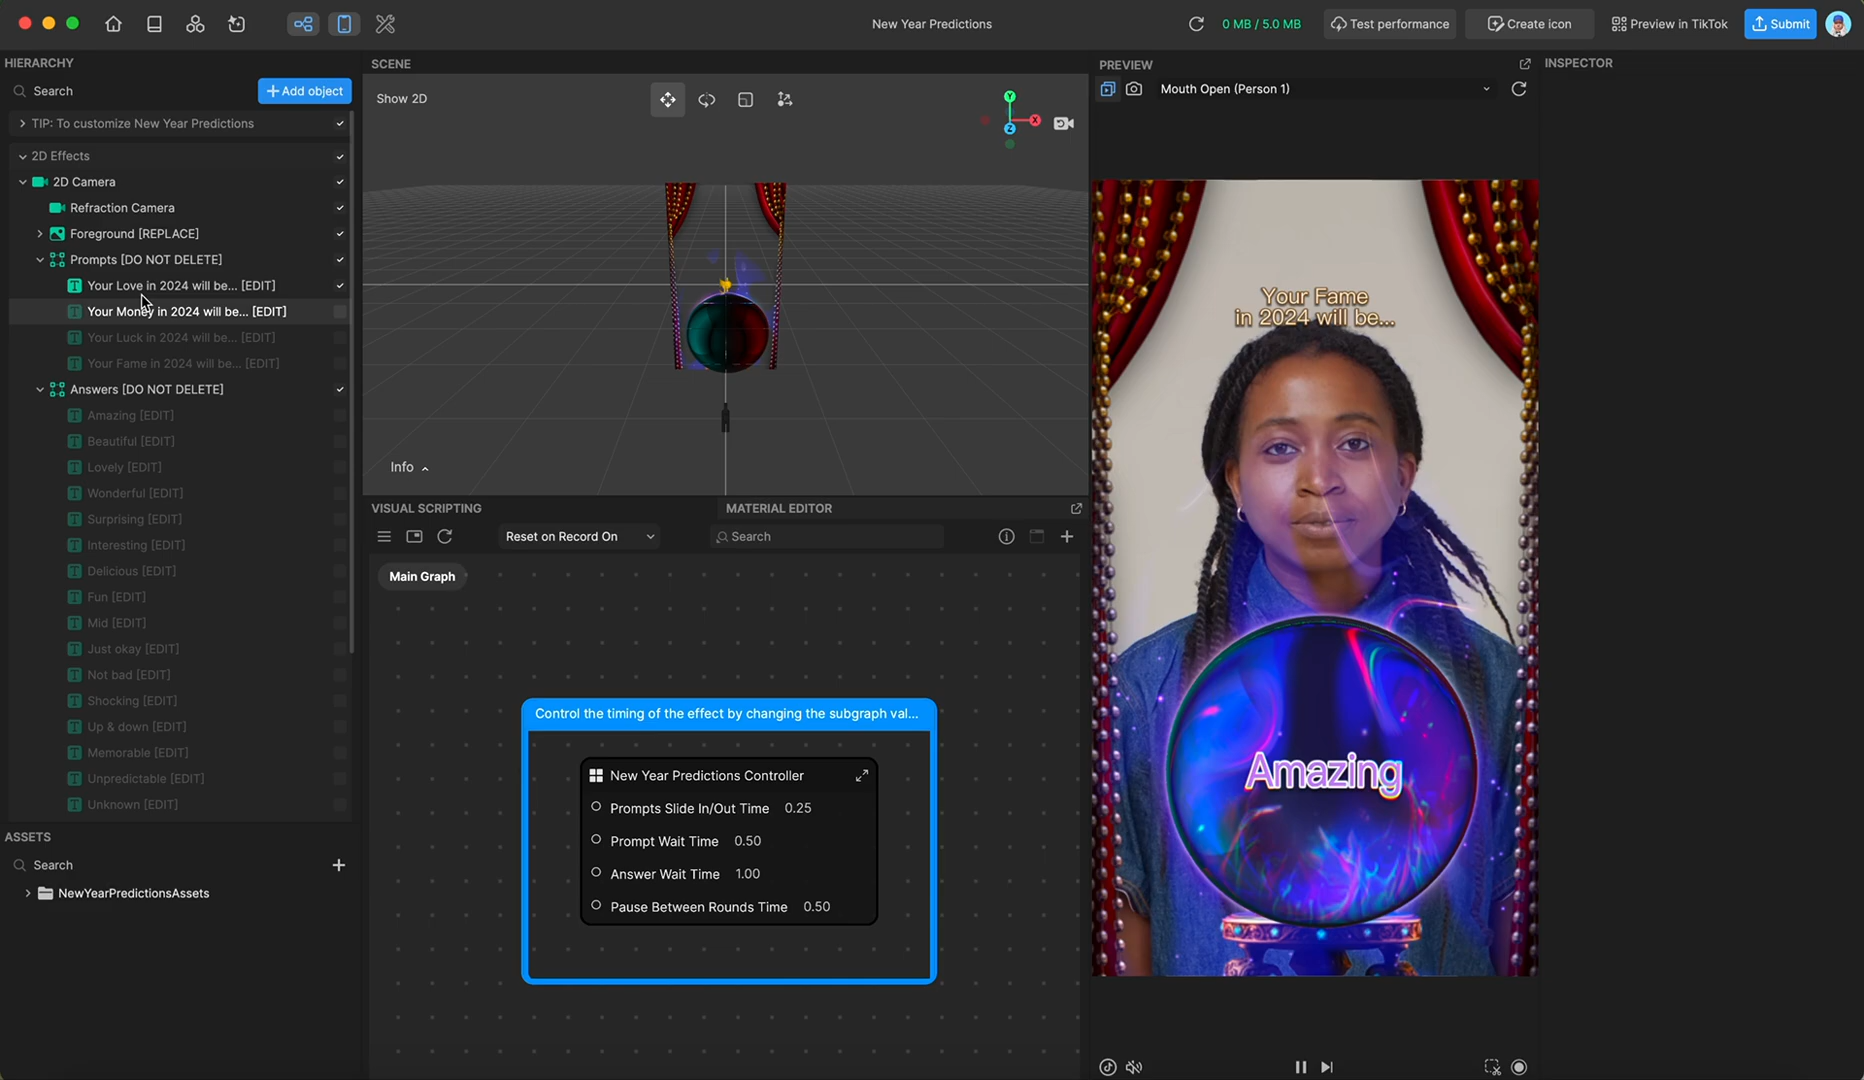 New Year Predictions
0 MB / 5.0 MB
Test performance
Create icon
Preview in TikTok
Submit
HIERARCHY
Search
Add object
TIP: To customize New Year Predictions
2D Effects
2D Camera
Refraction Camera
Foreground [REPLACE]
Prompts [DO NOT DELETE]
Your Love in 2024 will be... [EDIT]
Your Money in 2024 will be... [EDIT]
Your Luck in 2024 will be... [EDIT]
Your Fame in 2024 will be... [EDIT]
Answers [DO NOT DELETE]
Amazing [EDIT]
Beautiful [EDIT]
Lovely [EDIT]
Wonderful [EDIT]
Surprising [EDIT]
Interesting [EDIT]
Delicious [EDIT]
Fun [EDIT]
Mid [EDIT]
Just okay [EDIT]
Not bad [EDIT]
Shocking [EDIT]
Up & down [EDIT]
Memorable [EDIT]
Unpredictable [EDIT]
Unknown [EDIT]
ASSETS
Search
NewYearPredictionsAssets
SCENE
Show 2D
Y
X
Z
Info
VISUAL SCRIPTING
MATERIAL EDITOR
Reset on Record On
Search
Main Graph
Control the timing of the effect by changing the subgraph val...
New Year Predictions Controller
Prompts Slide In/Out Time 0.25
Prompt Wait Time 0.50
Answer Wait Time 1.00
Pause Between Rounds Time 0.50
PREVIEW
Mouth Open (Person 1)
Your Fame
in 2024 will be...
Amazing
INSPECTOR